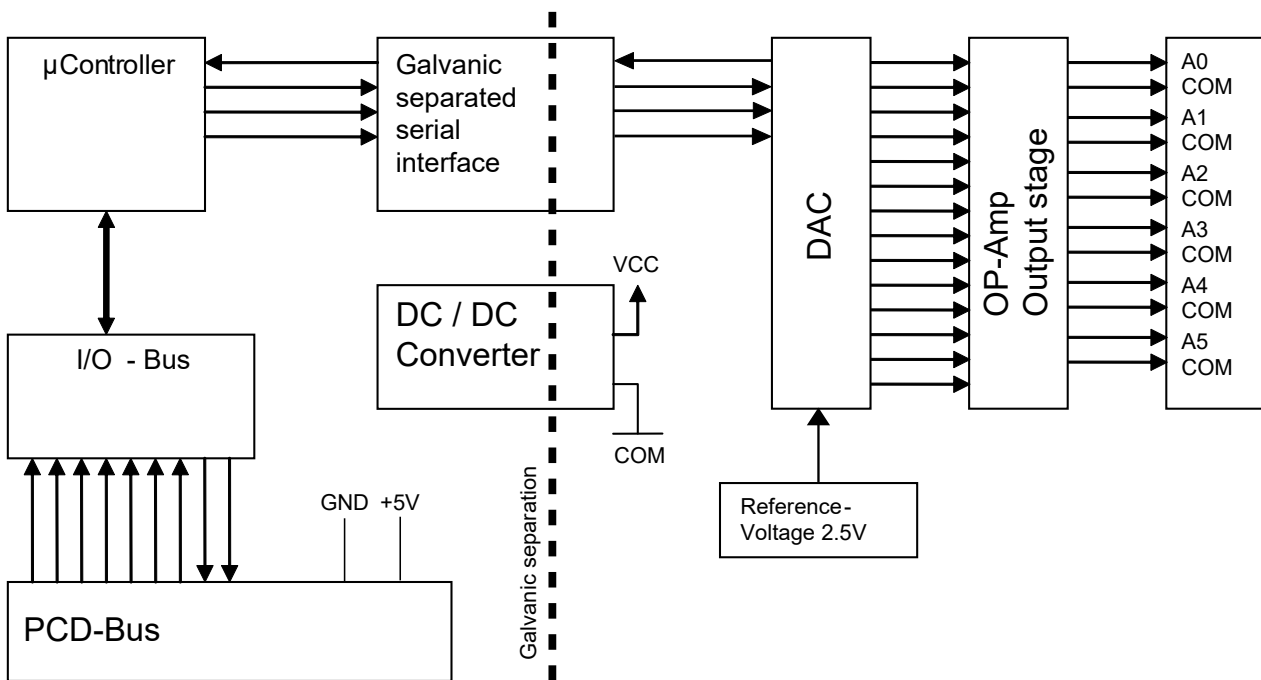 µController
Galvanic
separated
serial
interface
DAC
OP-Amp
Output stage
A0
COM
A1
COM
A2
COM
A3
COM
A4
COM
A5
COM
VCC
DC / DC
Converter
COM
I/O - Bus
Reference-
Voltage 2.5V
GND +5V
Galvanic separation
PCD-Bus